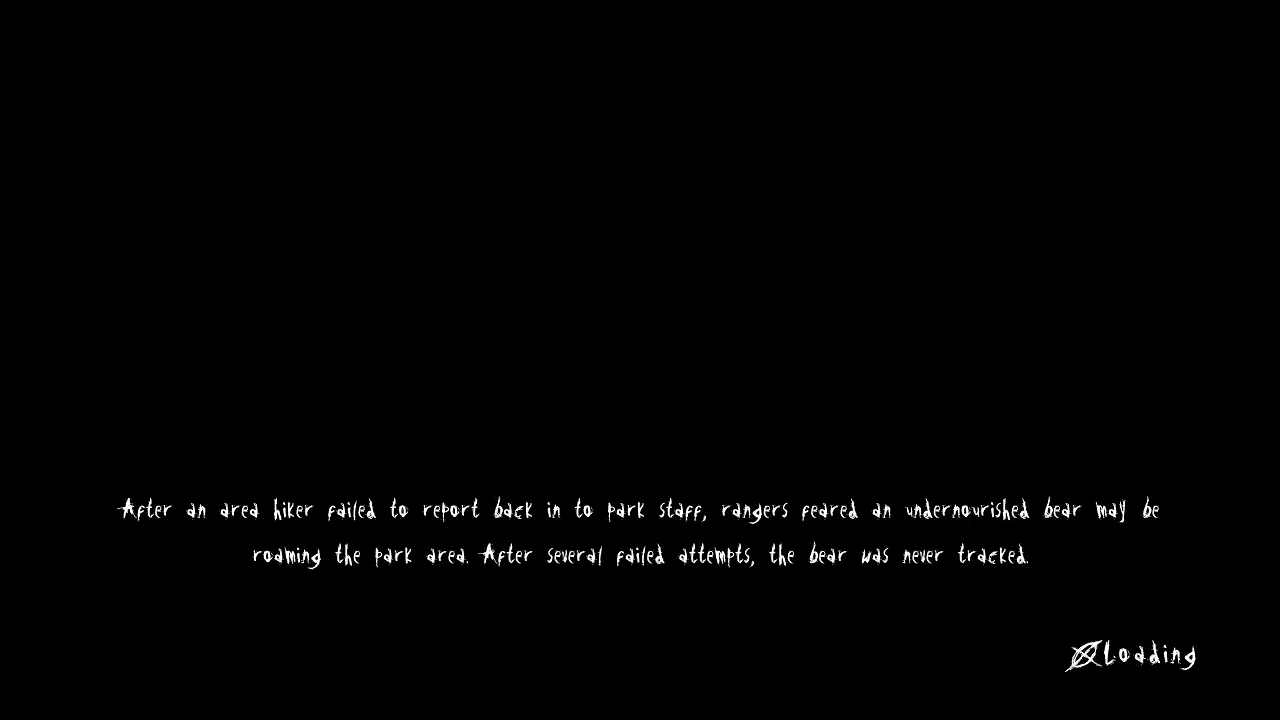 After an area hiker failed to report back in to park staff, rangers feared an undernourished bear may be
roaming the park area. After several failed attempts, the bear was never tracked.
Loading